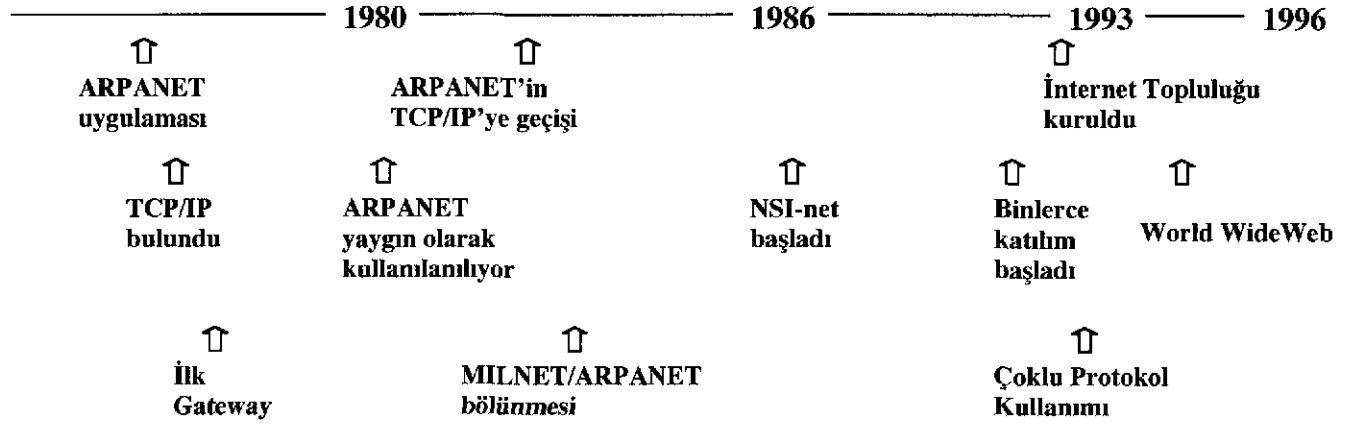 1980 1986 1993 1996
ARPANET
uygulaması
ARPANET'in
TCP/IP'ye geçişi
İnternet Topluluğu
kuruldu
TCP/IP
bulundu
ARPANET
yaygın olarak
kullanılanılıyor
NSI-net
başladı
Binlerce
katılım
başladı
World WideWeb
İlk
Gateway
MILNET/ARPANET
bölünmesi
Çoklu Protokol
Kullanımı